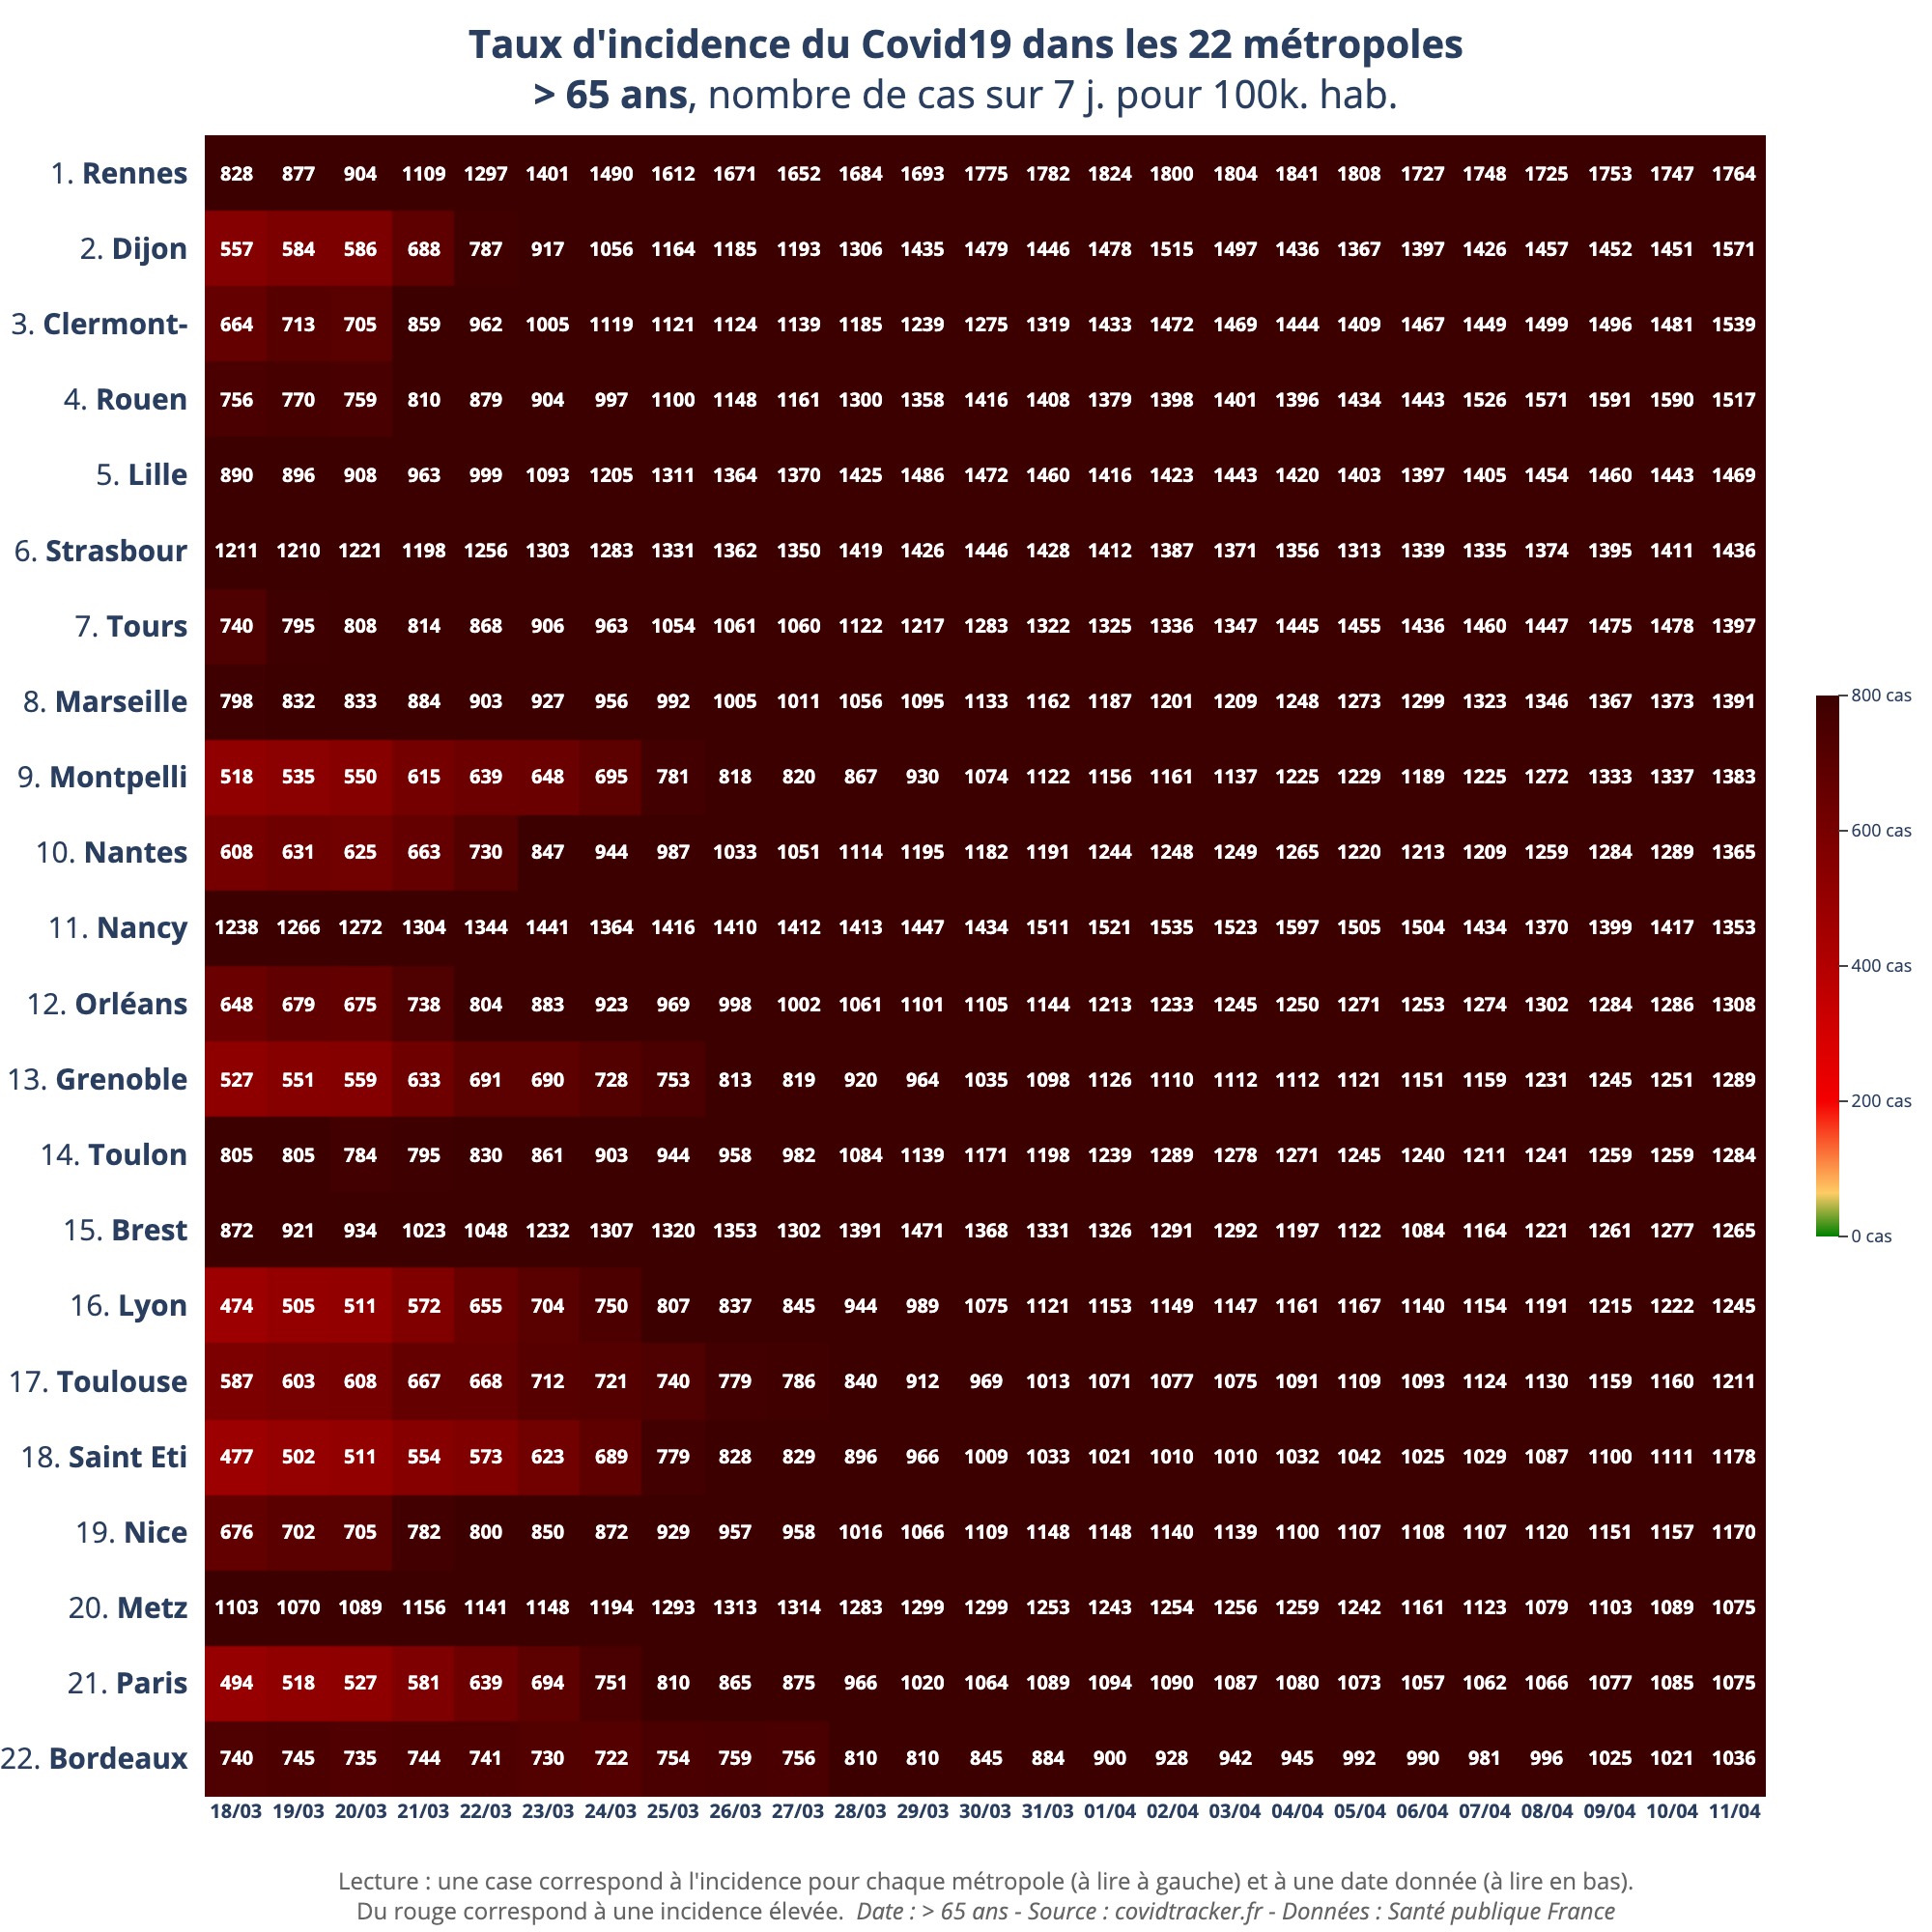 Taux d'incidence du Covid19 dans les 22 métropoles
> 65 ans, nombre de cas sur 7 j. pour 100k. hab.
1. Rennes 828 877 904 1109 1297 1401 1490 1612 1671 1652 1684 1693 1775 1782 1824 1800 1804 1841 1808 1727 1748 1725 1753 1747 1764
2. Dijon 557 584 586 688 787 917 1056 1164 1185 1193 1306 1435 1479 1446 1478 1515 1497 1436 1367 1397 1426 1457 1452 1451 1571
3. Clermont- 664 713 705 859 962 1005 1119 1121 1124 1139 1185 1239 1275 1319 1433 1472 1469 1444 1409 1467 1449 1499 1496 1481 1539
4. Rouen 756 770 759 810 879 904 997 1100 1148 1161 1300 1358 1416 1408 1379 1398 1401 1396 1434 1443 1526 1571 1591 1590 1517
5. Lille 890 896 908 963 999 1093 1205 1311 1364 1370 1425 1486 1472 1460 1416 1423 1443 1420 1403 1397 1405 1454 1460 1443 1469
6. Strasbour 1211 1210 1221 1198 1256 1303 1283 1331 1362 1350 1419 1426 1446 1428 1412 1387 1371 1356 1313 1339 1335 1374 1395 1411 1436
7. Tours 740 795 808 814 868 906 963 1054 1061 1060 1122 1217 1283 1322 1325 1336 1347 1445 1455 1436 1460 1447 1475 1478 1397
8. Marseille 798 832 833 884 903 927 956 992 1005 1011 1056 1095 1133 1162 1187 1201 1209 1248 1273 1299 1323 1346 1367 1373 1391
9. Montpelli 518 535 550 615 639 648 695 781 818 820 867 930 1074 1122 1156 1161 1137 1225 1229 1189 1225 1272 1333 1337 1383
10. Nantes 608 631 625 663 730 847 944 987 1033 1051 1114 1195 1182 1191 1244 1248 1249 1265 1220 1213 1209 1259 1284 1289 1365
11. Nancy 1238 1266 1272 1304 1344 1441 1364 1416 1410 1412 1413 1447 1434 1511 1521 1535 1523 1597 1505 1504 1434 1370 1399 1417 1353
12. Orléans 648 679 675 738 804 883 923 969 998 1002 1061 1101 1105 1144 1213 1233 1245 1250 1271 1253 1274 1302 1284 1286 1308
13. Grenoble 527 551 559 633 691 690 728 753 813 819 920 964 1035 1098 1126 1110 1112 1112 1121 1151 1159 1231 1245 1251 1289
14. Toulon 805 805 784 795 830 861 903 944 958 982 1084 1139 1171 1198 1239 1289 1278 1271 1245 1240 1211 1241 1259 1259 1284
15. Brest 872 921 934 1023 1048 1232 1307 1320 1353 1302 1391 1471 1368 1331 1326 1291 1292 1197 1122 1084 1164 1221 1261 1277 1265
16. Lyon 474 505 511 572 655 704 750 807 837 845 944 989 1075 1121 1153 1149 1147 1161 1167 1140 1154 1191 1215 1222 1245
17. Toulouse 587 603 608 667 668 712 721 740 779 786 840 912 969 1013 1071 1077 1075 1091 1109 1093 1124 1130 1159 1160 1211
18. Saint Eti 477 502 511 554 573 623 689 779 828 829 896 966 1009 1033 1021 1010 1010 1032 1042 1025 1029 1087 1100 1111 1178
19. Nice 676 702 705 782 800 850 872 929 957 958 1016 1066 1109 1148 1148 1140 1139 1100 1107 1108 1107 1120 1151 1157 1170
20. Metz 1103 1070 1089 1156 1141 1148 1194 1293 1313 1314 1283 1299 1299 1253 1243 1254 1256 1259 1242 1161 1123 1079 1103 1089 1075
21. Paris 494 518 527 581 639 694 751 810 865 875 966 1020 1064 1089 1094 1090 1087 1080 1073 1057 1062 1066 1077 1085 1075
22. Bordeaux 740 745 735 744 741 730 722 754 759 756 810 810 845 884 900 928 942 945 992 990 981 996 1025 1021 1036
18/03 19/03 20/03 21/03 22/03 23/03 24/03 25/03 26/03 27/03 28/03 29/03 30/03 31/03 01/04 02/04 03/04 04/04 05/04 06/04 07/04 08/04 09/04 10/04 11/04
800 cas
600 cas
400 cas
200 cas
0 cas
Lecture : une case correspond à l'incidence pour chaque métropole (à lire à gauche) et à une date donnée (à lire en bas).
Du rouge correspond à une incidence élevée. Date : > 65 ans - Source : covidtracker.fr - Données : Santé publique France